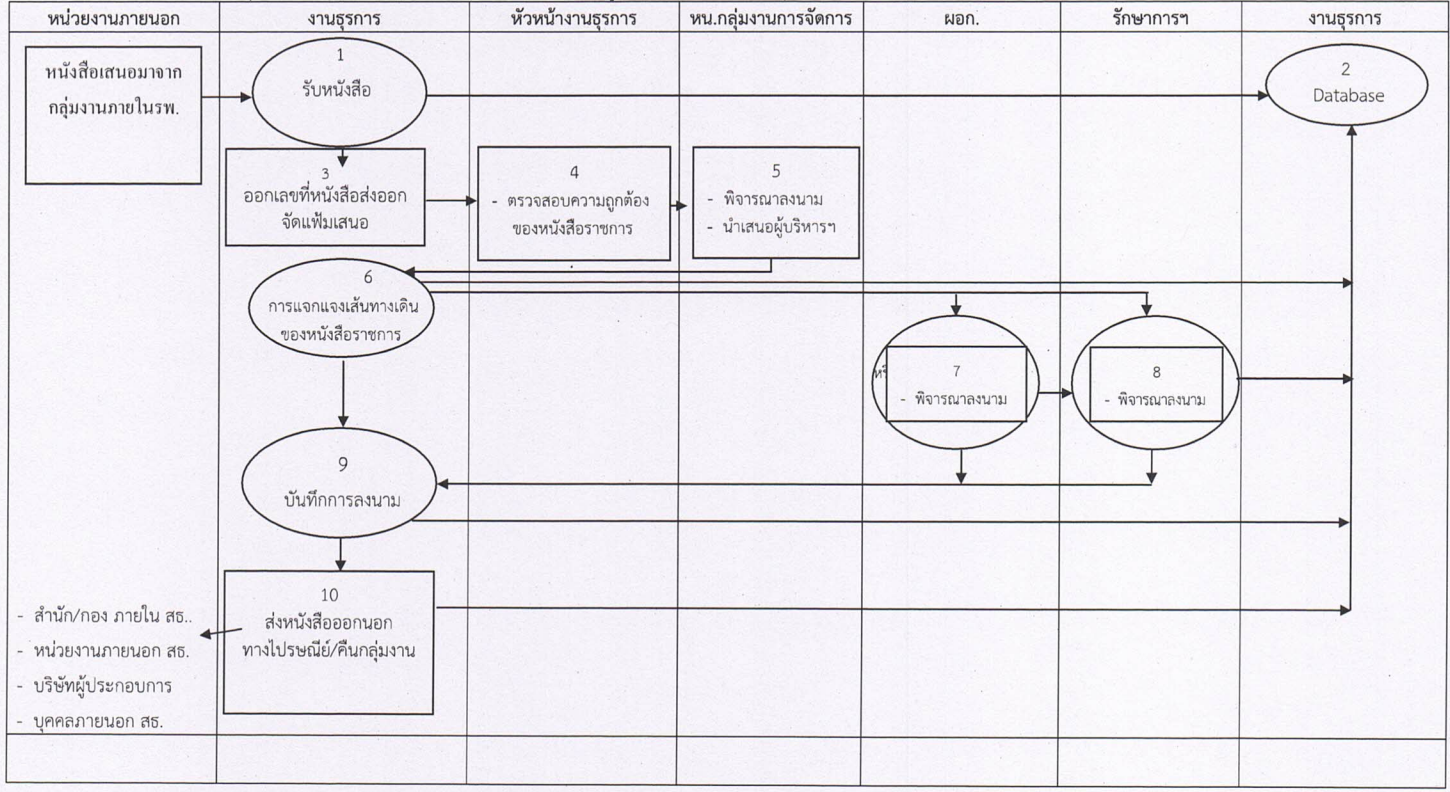 หน่วยงานภายนอก
งานธุรการ
หัวหน้างานธุรการ
หน.กลุ่มงานการจัดการ
ผอก.
รักษาการฯ
งานธุรการ
หนังสือเสนอมาจาก
กลุ่มงานภายในรพ.
1
รับหนังสือ
2
Database
3
ออกเลขที่หนังสือส่งออก
จัดแฟ้มเสนอ
4
- ตรวจสอบความถูกต้อง
ของหนังสือราชการ
5
- พิจารณาลงนาม
- นำเสนอผู้บริหารฯ
6
การแจกแจงเส้นทางเดิน
ของหนังสือราชการ
7
- พิจารณาลงนาม
8
- พิจารณาลงนาม
9
บันทึกการลงนาม
10
ส่งหนังสือออกนอก
ทางไปรษณีย์/คืนกลุ่มงาน
- สำนัก/กอง ภายใน สธ..
- หน่วยงานภายนอก สธ.
- บริษัทผู้ประกอบการ
- บุคคลภายนอก สธ.